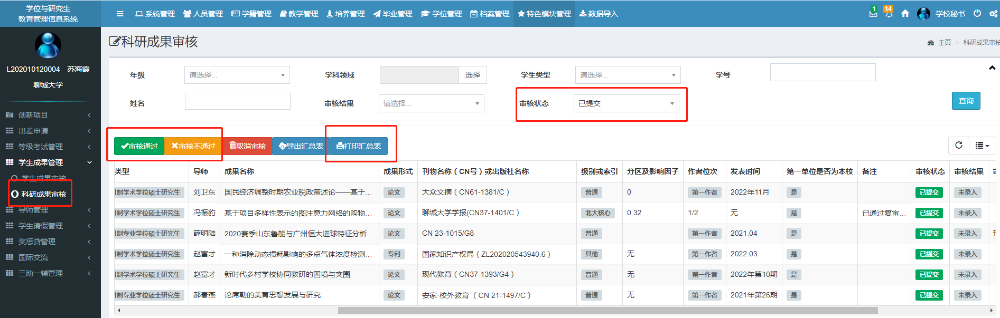 学位与研究生
教育管理信息系统
系统管理 人员管理 学籍管理 教学管理 培养管理 毕业管理 学位管理 档案管理 特色模块管理 数据导入
1 14 学校秘书
L202010120004 苏海霞
聊城大学
创新项目
出差申请
等级考试管理
学生成果管理
学生成果审核
科研成果审核
导师管理
学生请假管理
奖惩贷管理
国际交流
三助一辅管理
科研成果审核
主页 > 科研成果审核
年级 请选择... 学科领域 选择 学生类型 请选择... 学号
姓名 审核结果 请选择... 审核状态 已提交 查询
审核通过 审核不通过 取消审核 导出汇总表 打印汇总表
类型 导师 成果名称 成果形式 刊物名称（CN号）或出版社名称 级别或索引 分区及影响因子 作者位次 发表时间 第一单位是否为本校 备注 审核状态 审核结果
制学术学位硕士研究生 刘卫东 国民经济调整时期农业税政策述论——基于... 论文 大众文摘（CN61-1381/C） 普通 0 第一作者 2022年11月 是 已提交 未录入
制学术学位硕士研究生 冯振豹 基于项目多样性表示的图注意力网络的购物... 论文 聊城大学学报(CN37-1401/C） 北大核心 0.32 1/2 无 是 已通过复审... 已提交 未录入
制专业学位硕士研究生 薛明陆 2020赛季山东鲁能与广州恒大进球特征分析 论文 CN 23-1015/G8 普通 第一作者 2021.04 是 已提交 未录入
制学术学位硕士研究生 赵富才 一种消除动态损耗影响的多点气体浓度检测... 专利 国家知识产权局（ZL202020543940.6） 其他 无 第一作者 2022.03 是 已提交 未录入
制学术学位硕士研究生 赵富才 新时代乡村学校协同教研的困境与突围 论文 现代教育（CN37-1393/G4） 普通 无 第一作者 2022年第10期 是 已提交 未录入
制专业学位硕士研究生 郝春燕 论席勒的美育思想发展与研究 论文 安家·校外教育 （CN 21-1497/C） 普通 无 第一作者 2021年第26期 是 已提交 未录入